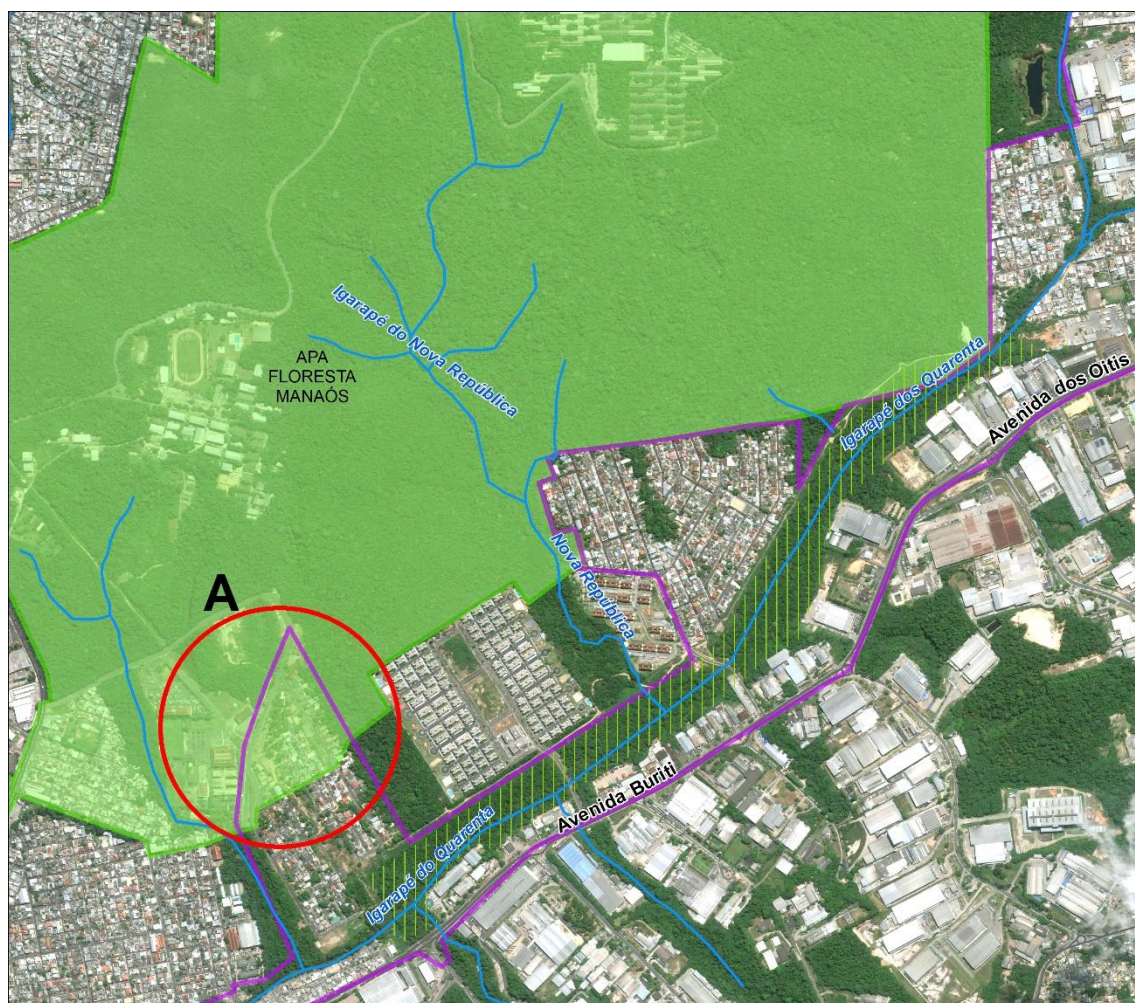 Igarapé do Nova República
APA
FLORESTA
MANAÓS
Igarapé dos Quarenta
Avenida dos Oitis
Nova República
A
Avenida Buriti
Igarapé do Quarenta